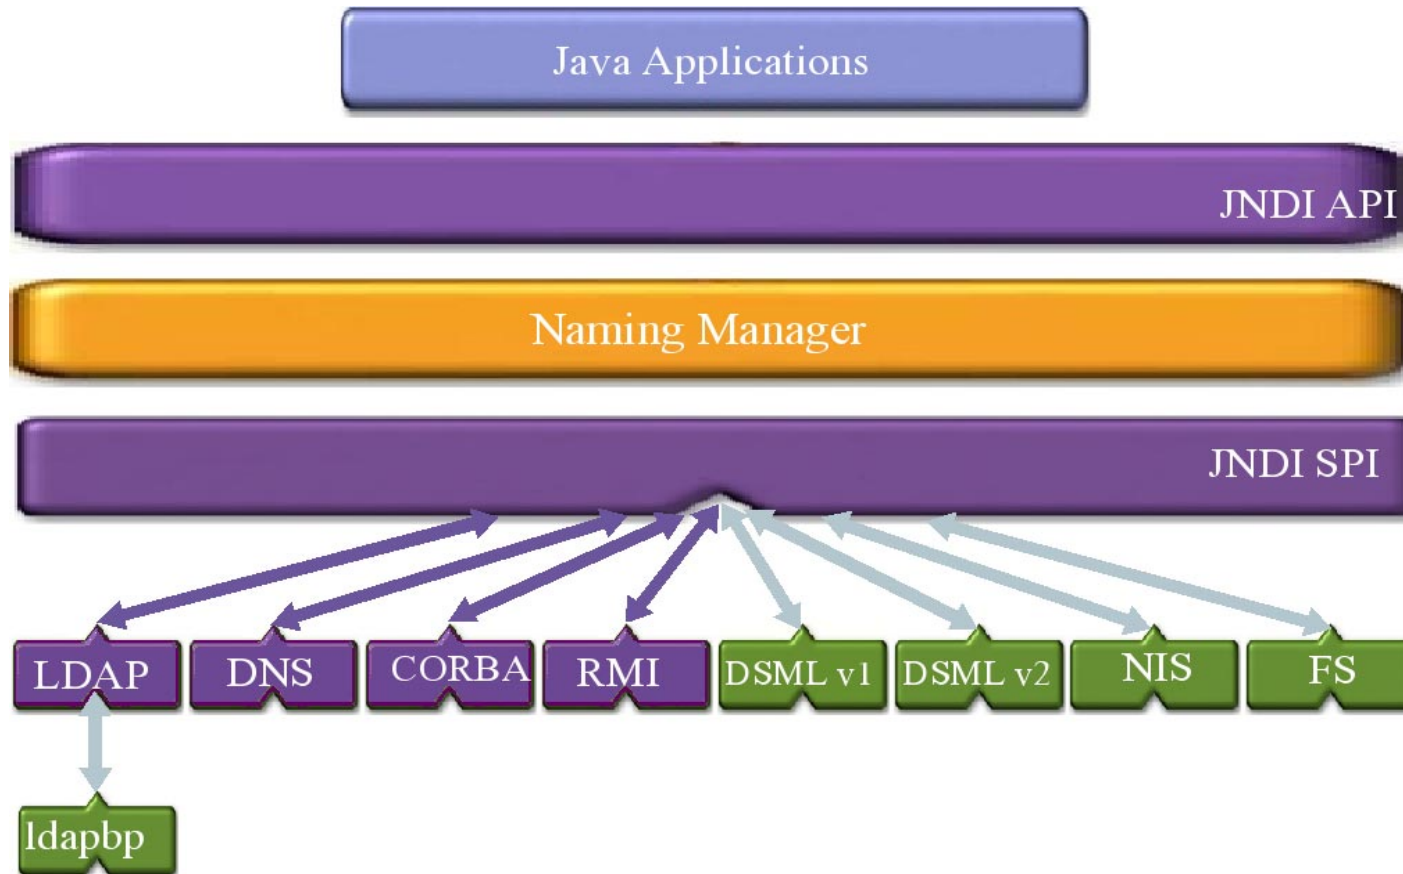 Java Applications
JNDI API
Naming Manager
JNDI SPI
LDAP
DNS
CORBA
RMI
DSML v1
DSML v2
NIS
FS
ldapbp